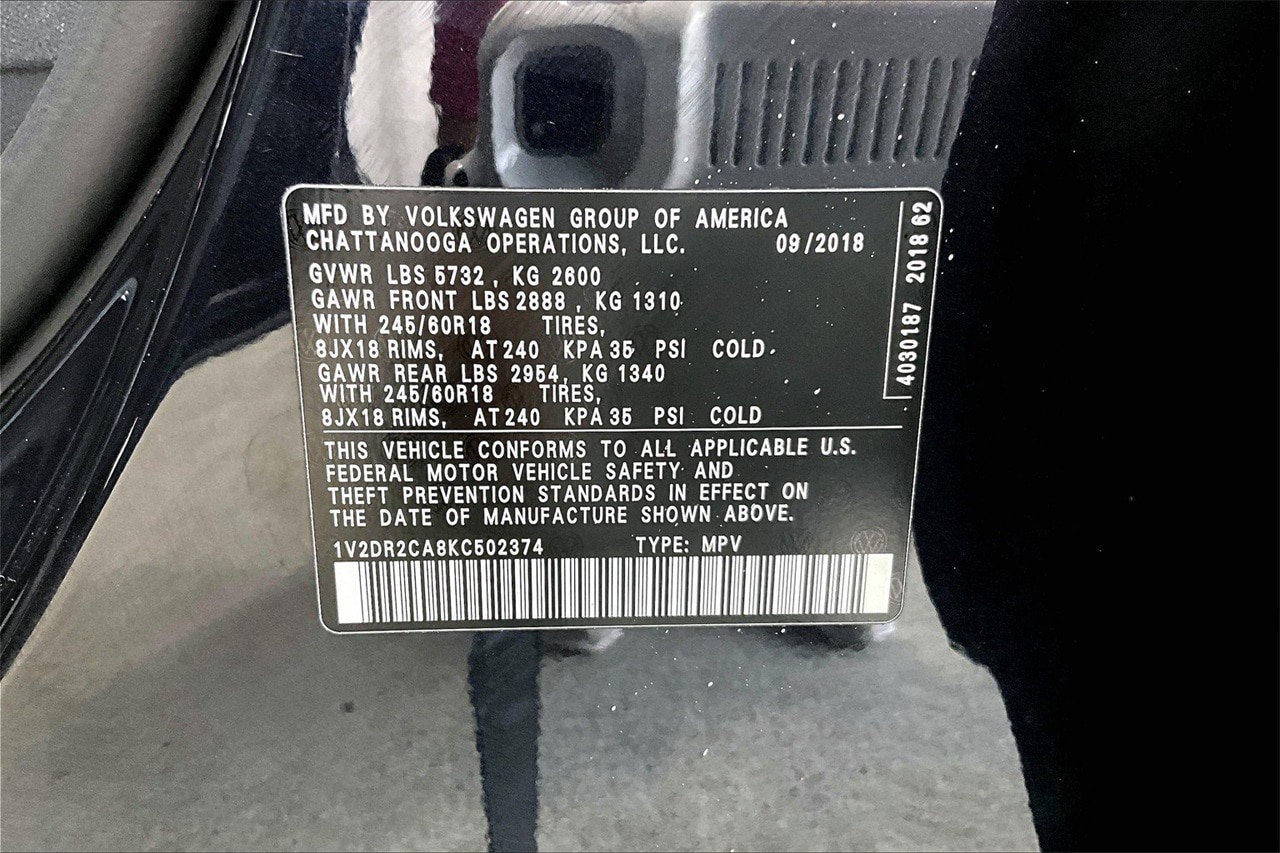 MFD BY VOLKSWAGEN GROUP OF AMERICA
CHATTANOOGA OPERATIONS, LLC. 09/2018
GVWR LBS 5732, KG 2600
GAWR FRONT LBS 2888, KG 1310
WITH 245/60R18 TIRES,
8JX18 RIMS, AT 240 KPA 35 PSI COLD.
GAWR REAR LBS 2954, KG 1340
WITH 245/60R18 TIRES,
8JX18 RIMS, AT 240 KPA 35 PSI COLD
THIS VEHICLE CONFORMS TO ALL APPLICABLE U.S.
FEDERAL MOTOR VEHICLE SAFETY AND
THEFT PREVENTION STANDARDS IN EFFECT ON
THE DATE OF MANUFACTURE SHOWN ABOVE.
1V2DR2CA8KC502374 TYPE: MPV
4030187 2018 62